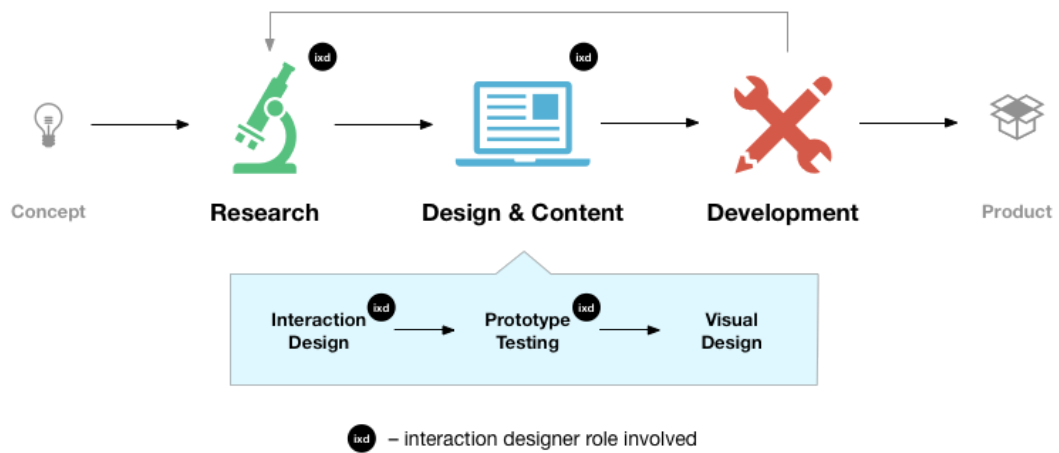 ixd
ixd
Concept
Research
Design & Content
Development
Product
Interaction
Design
ixd
Prototype
Testing
ixd
Visual
Design
ixd – interaction designer role involved